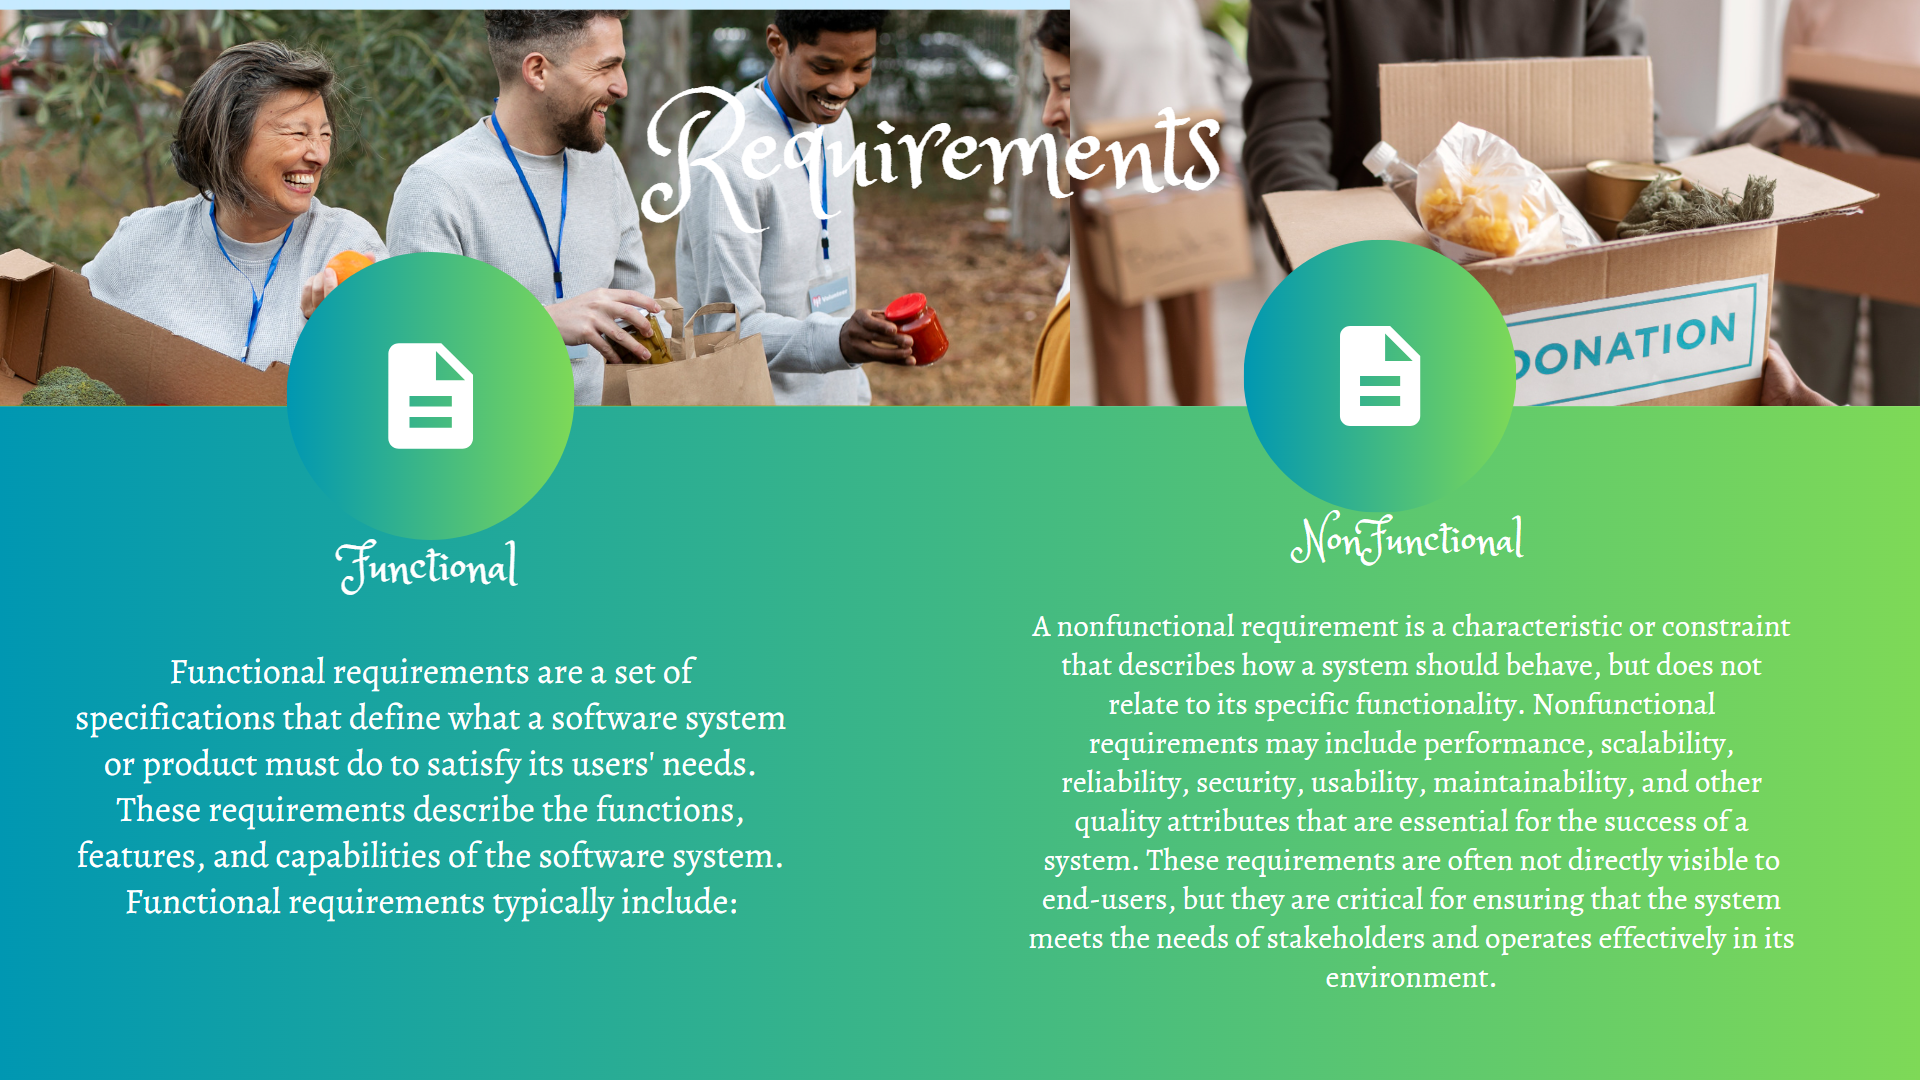 Requirements
DONATION
Functional
Functional requirements are a set of
specifications that define what a software system
or product must do to satisfy its users' needs.
These requirements describe the functions,
features, and capabilities of the software system.
Functional requirements typically include:
NonFunctional
A nonfunctional requirement is a characteristic or constraint
that describes how a system should behave, but does not
relate to its specific functionality. Nonfunctional
requirements may include performance, scalability,
reliability, security, usability, maintainability, and other
quality attributes that are essential for the success of a
system. These requirements are often not directly visible to
end-users, but they are critical for ensuring that the system
meets the needs of stakeholders and operates effectively in its
environment.